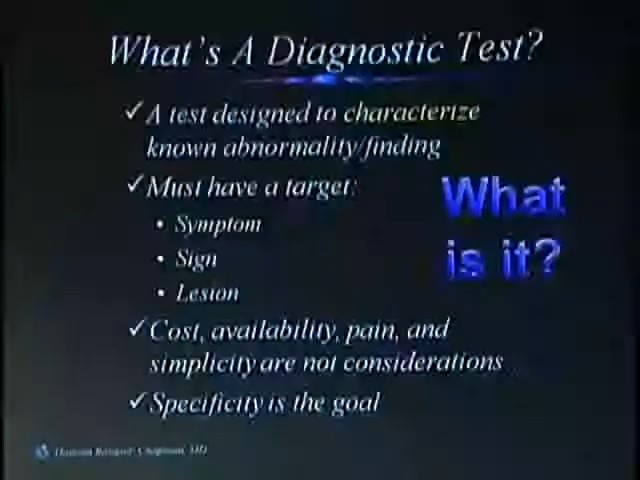 What's A Diagnostic Test?
✓ A test designed to characterize
known abnormality/finding
✓ Must have a target:
• Symptom
• Sign
• Lesion
What
is it?
✓ Cost, availability, pain, and
simplicity are not considerations
✓ Specificity is the goal
MD